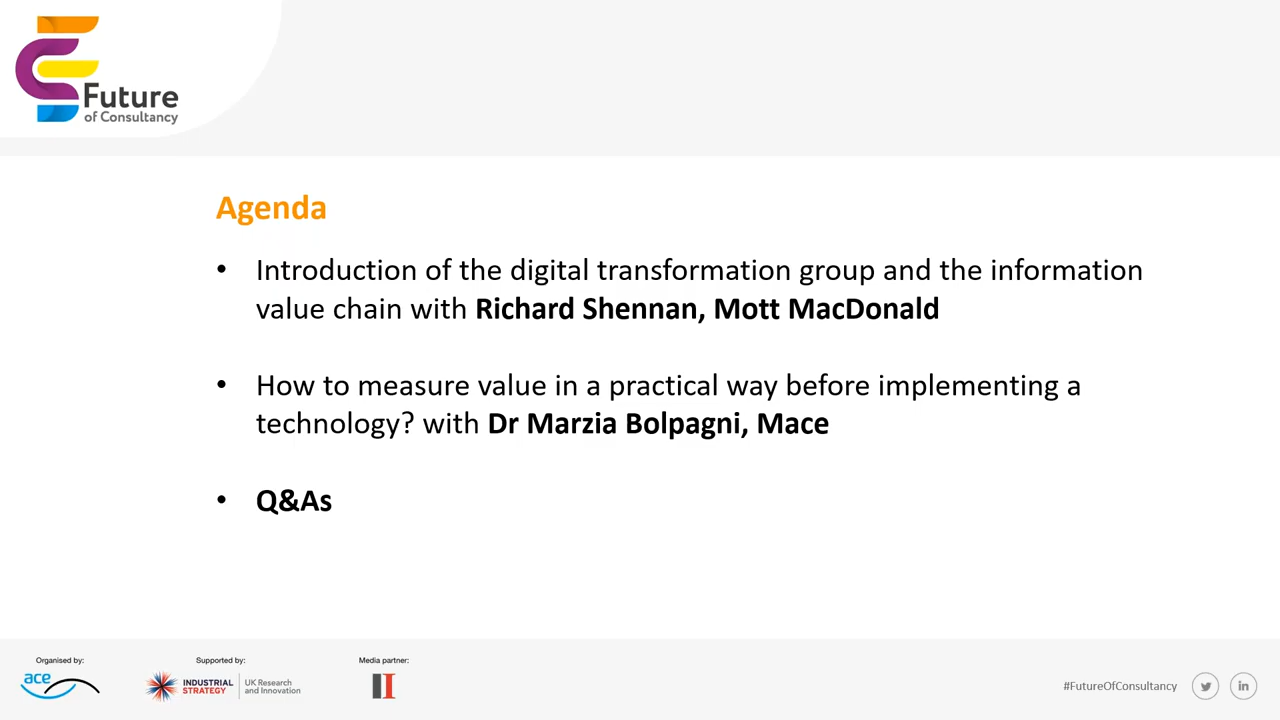 Future
of Consultancy
Agenda
• Introduction of the digital transformation group and the information
value chain with Richard Shennan, Mott MacDonald
• How to measure value in a practical way before implementing a
technology? with Dr Marzia Bolpagni, Mace
• Q&As
Organised by:
ace
Supported by:
INDUSTRIAL
STRATEGY
UK Research
and Innovation
Media partner:
#FutureOfConsultancy
in